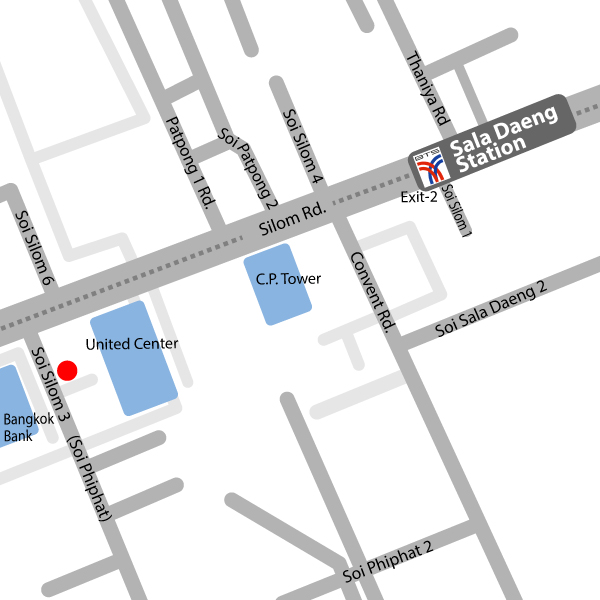 Thaniya Rd
Sala Daeng
Station
BTS
Exit-2
Soi Silom 1
Soi Silom 4
Soi Patpong 2
Patpong 1 Rd.
Silom Rd.
Soi Silom 6
C.P. Tower
Convent Rd.
Soi Sala Daeng 2
United Center
Soi Silom 3
(Soi Phiphat)
Bangkok
Bank
Soi Phiphat 2